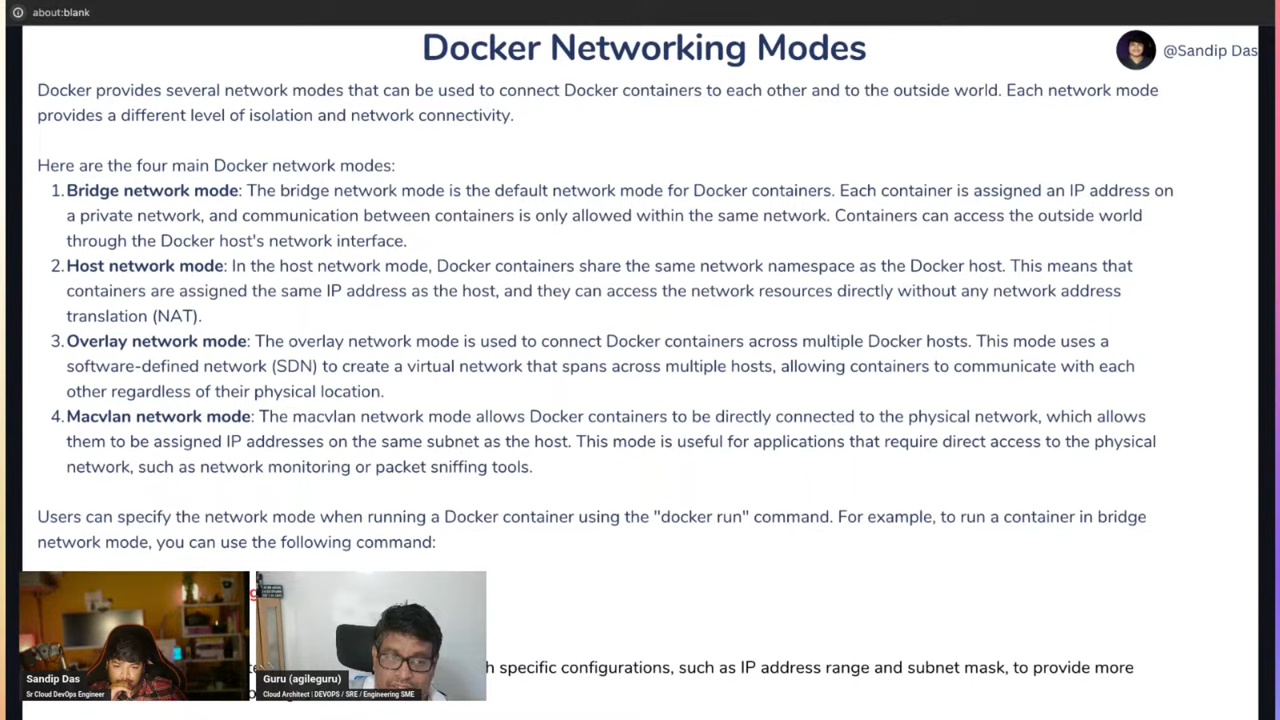 about:blank
Docker Networking Modes
@Sandip Das
Docker provides several network modes that can be used to connect Docker containers to each other and to the outside world. Each network mode
provides a different level of isolation and network connectivity.
Here are the four main Docker network modes:
1. Bridge network mode: The bridge network mode is the default network mode for Docker containers. Each container is assigned an IP address on
a private network, and communication between containers is only allowed within the same network. Containers can access the outside world
through the Docker host's network interface.
2. Host network mode: In the host network mode, Docker containers share the same network namespace as the Docker host. This means that
containers are assigned the same IP address as the host, and they can access the network resources directly without any network address
translation (NAT).
3. Overlay network mode: The overlay network mode is used to connect Docker containers across multiple Docker hosts. This mode uses a
software-defined network (SDN) to create a virtual network that spans across multiple hosts, allowing containers to communicate with each
other regardless of their physical location.
4. Macvlan network mode: The macvlan network mode allows Docker containers to be directly connected to the physical network, which allows
them to be assigned IP addresses on the same subnet as the host. This mode is useful for applications that require direct access to the physical
network, such as network monitoring or packet sniffing tools.
Users can specify the network mode when running a Docker container using the "docker run" command. For example, to run a container in bridge
network mode, you can use the following command:
specific configurations, such as IP address range and subnet mask, to provide more
Sandip Das
Sr Cloud DevOps Engineer
Guru (agileguru)
Cloud Architect | DEVOPS / SRE / Engineering SME